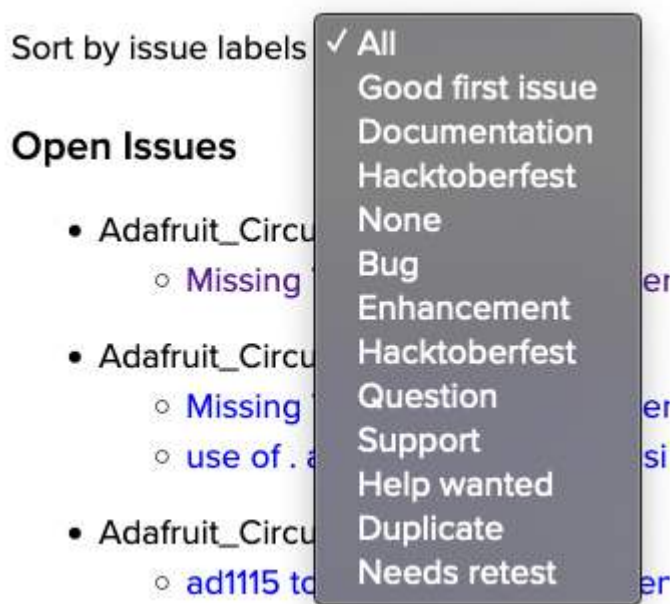 Sort by issue labels ✓ All
Good first issue
Open Issues
Documentation
Hacktoberfest
None
Adafruit_Circu
Bug
Missing
Enhancement
Adafruit_Circu
Hacktoberfest
Missing
Question
use of .
Support
Help wanted
Adafruit_Circu
Duplicate
ad1115 to
Needs retest